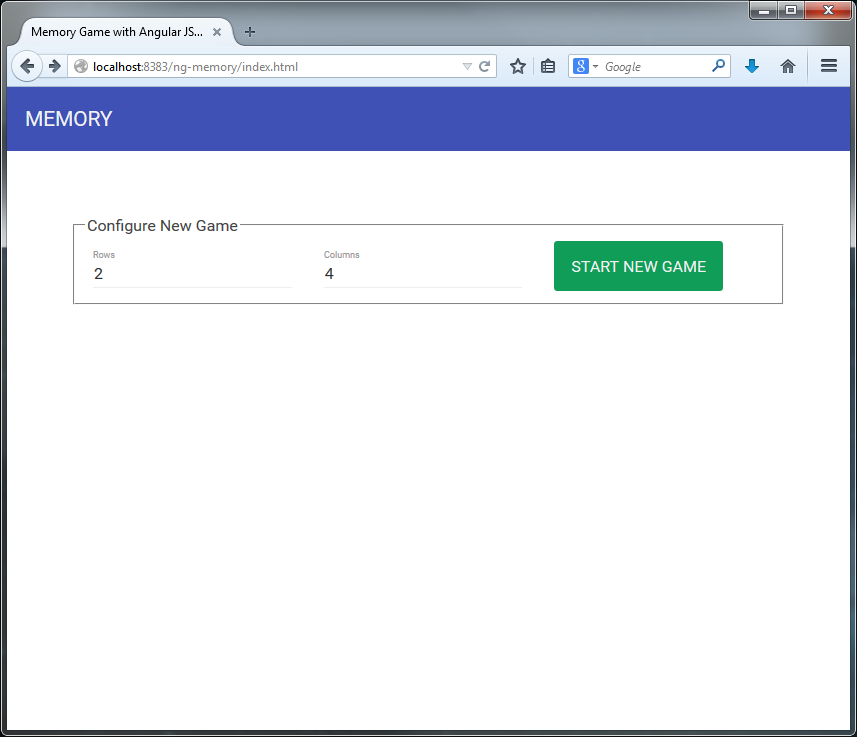 Memory Game with Angular JS...
localhost:8383/ng-memory/index.html
8 Google
MEMORY
Configure New Game
Rows
2
Columns
4
START NEW GAME